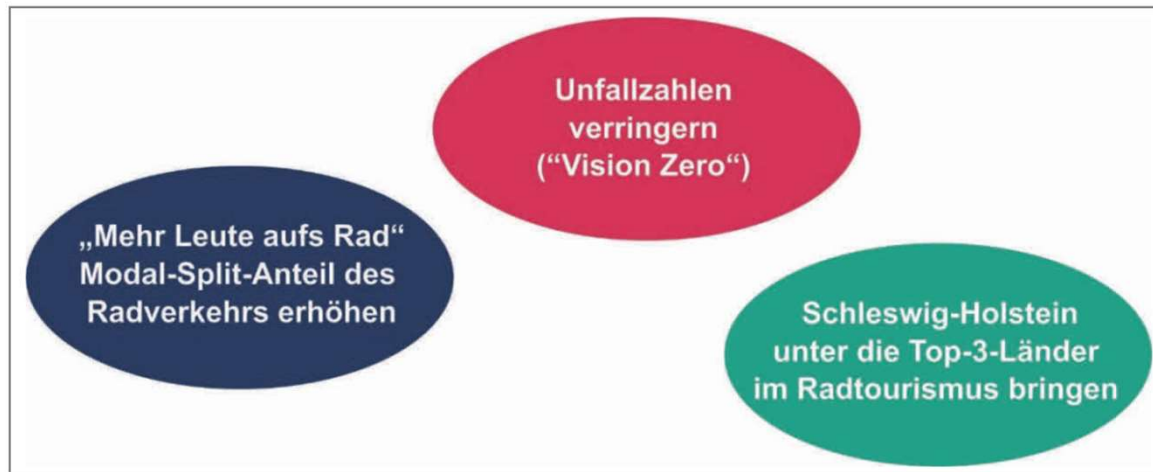 Unfallzahlen
verringern
(“Vision Zero“)
„Mehr Leute aufs Rad“
Modal-Split-Anteil des
Radverkehrs erhöhen
Schleswig-Holstein
unter die Top-3-Länder
im Radtourismus bringen